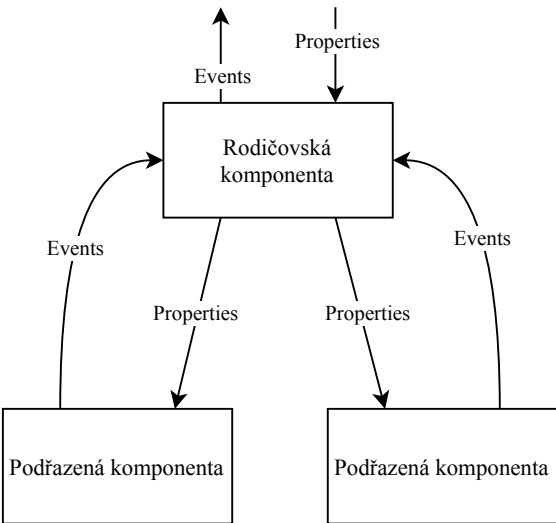 Properties
Events
Rodičovská
komponenta
Events
Events
Properties
Properties
Podřazená komponenta
Podřazená komponenta